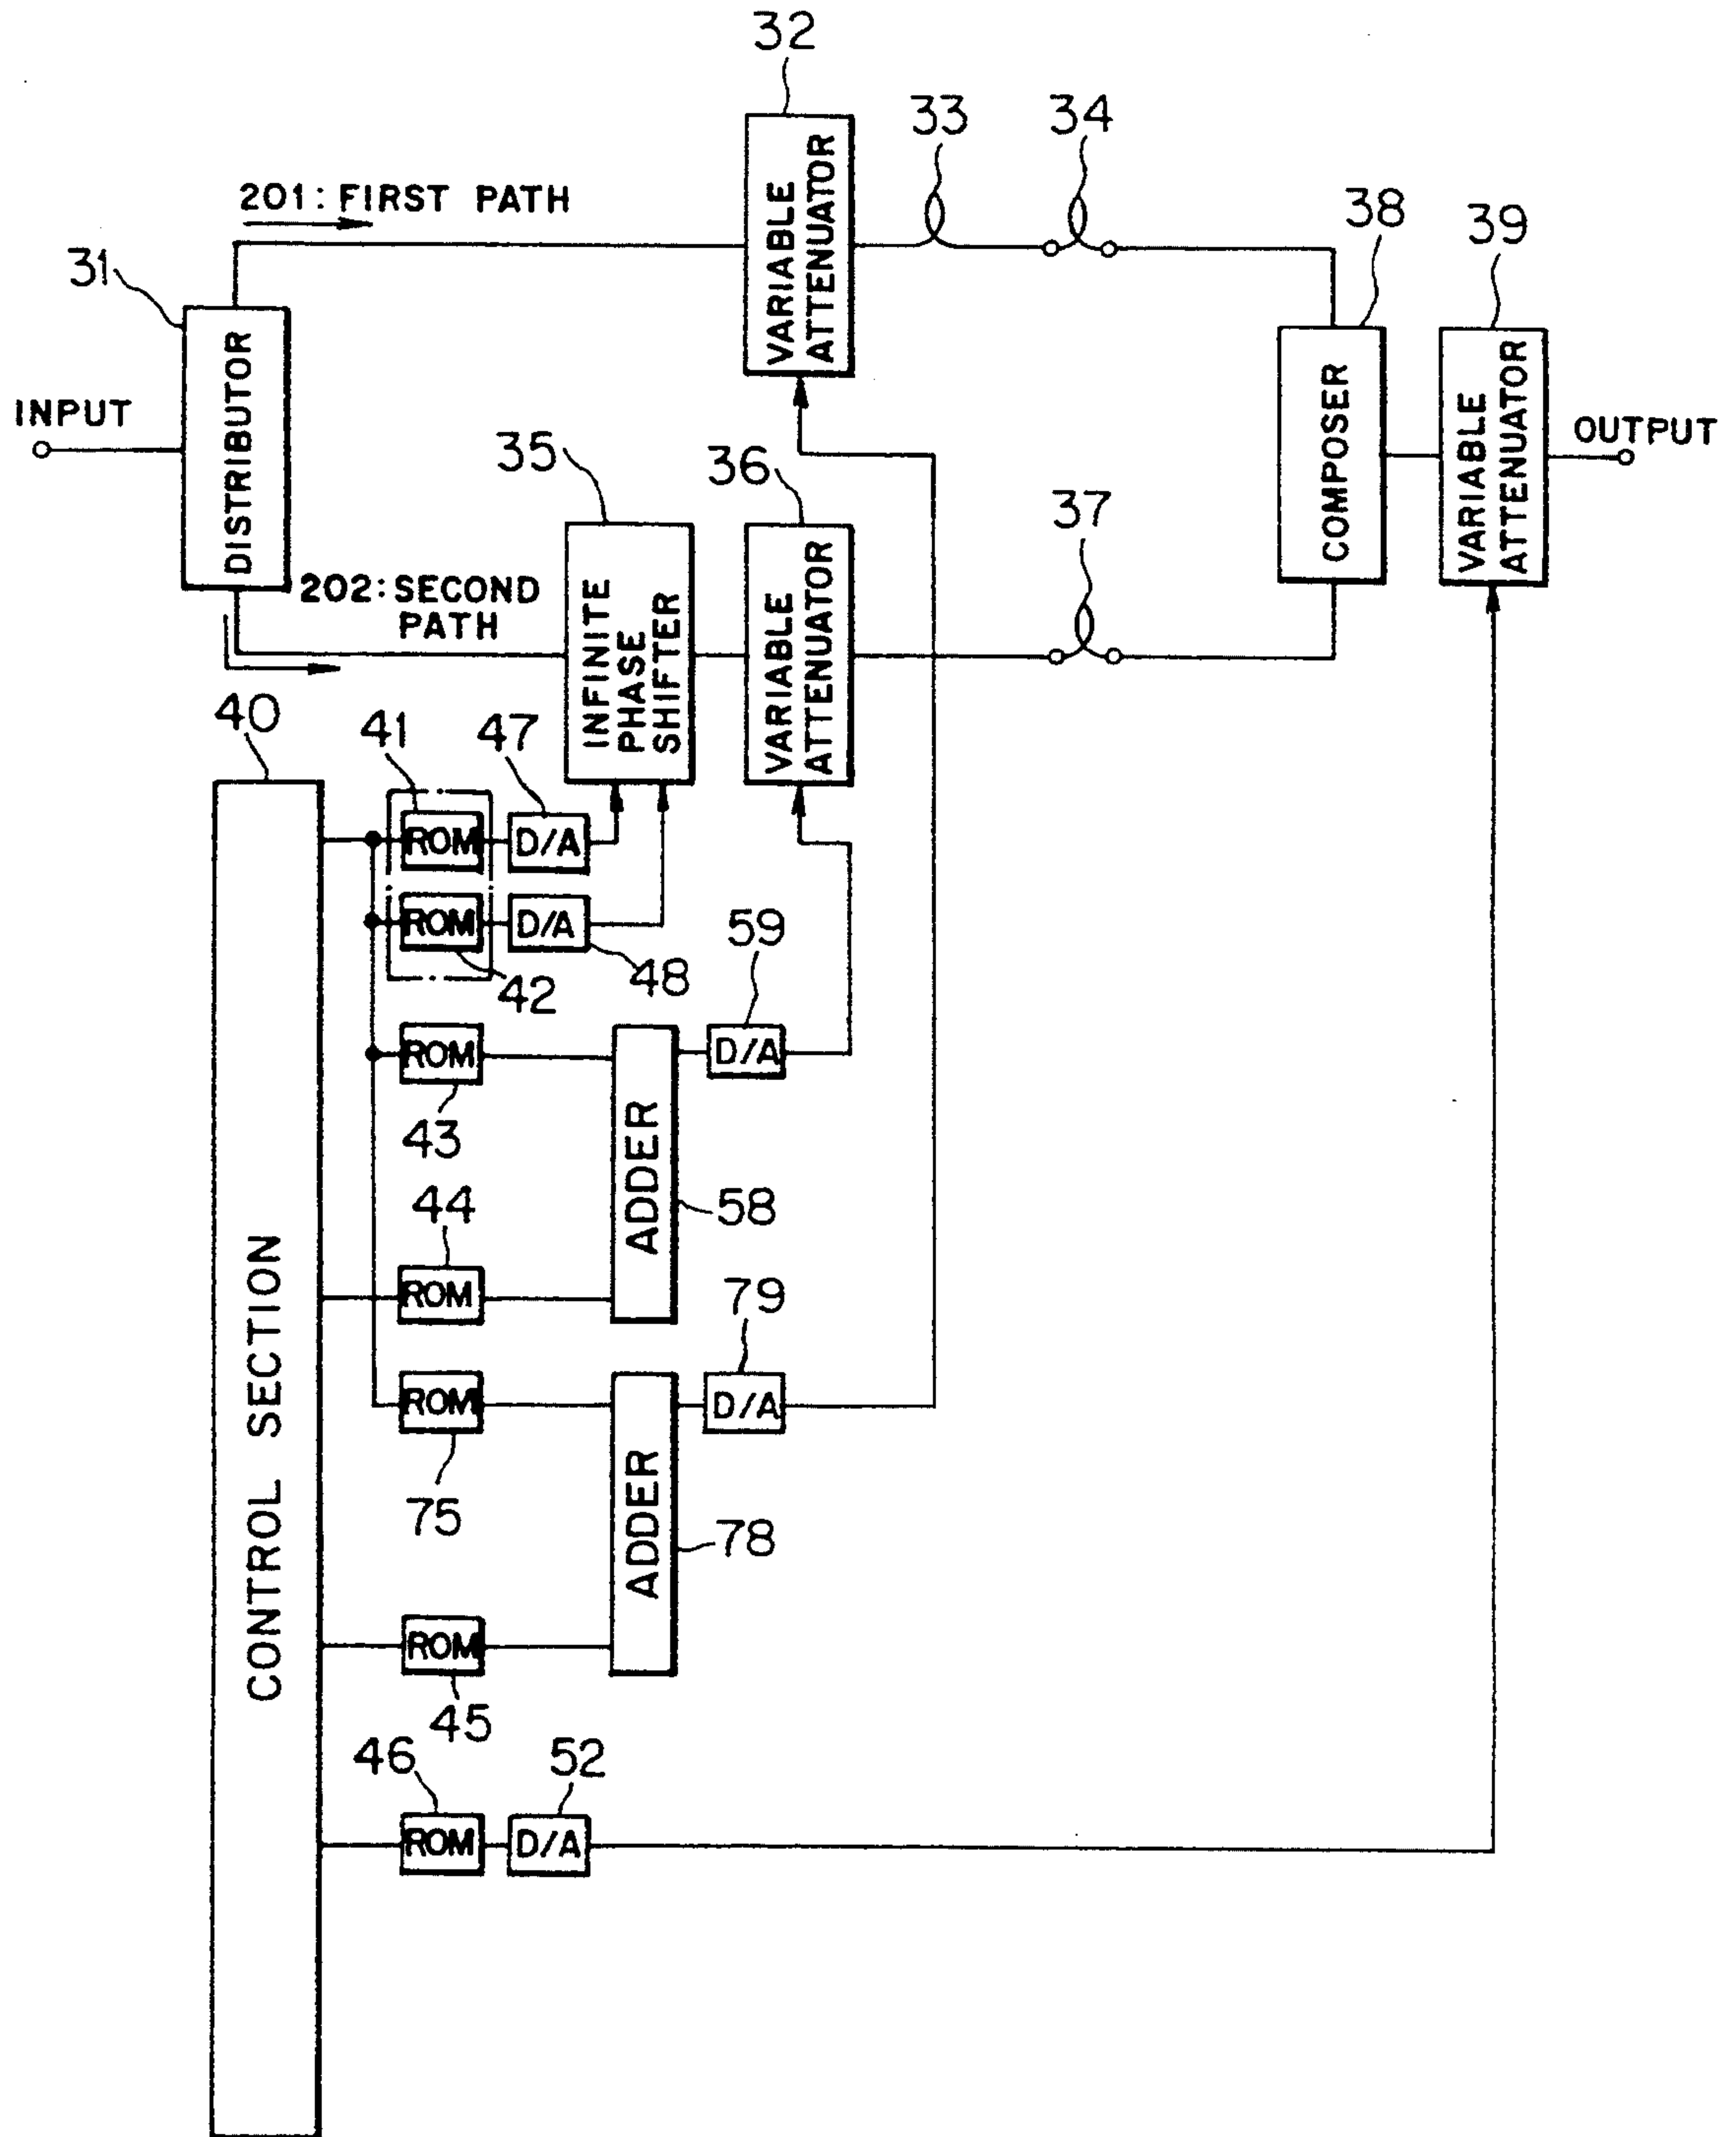 32
33
34
201: FIRST PATH
38
39
31
VARIABLE
ATTENUATOR
INPUT
DISTRIBUTOR
35
36
37
COMPOSER
VARIABLE
ATTENUATOR
OUTPUT
202: SECOND
PATH
INFINITE
PHASE
SHIFTER
VARIABLE
ATTENUATOR
40
41
47
ROM
D/A
ROM
D/A
42
48
59
ROM
D/A
43
ADDER
58
44
ROM
79
ROM
D/A
75
ADDER
78
CONTROL SECTION
ROM
45
46
52
ROM
D/A